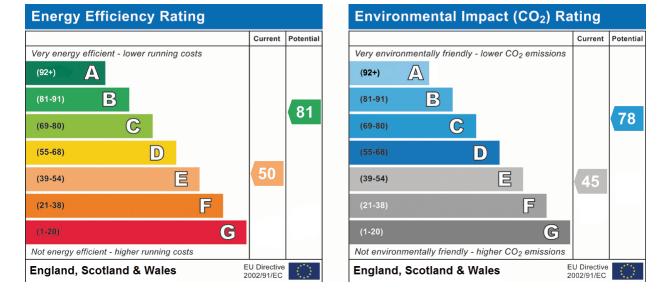 Energy Efficiency Rating
Current Potential
Very energy efficient - lower running costs
(92+) A
(81-91) B
(69-80) C
(55-68) D
(39-54) E
(21-38) F
(1-20) G
81
50
Not energy efficient - higher running costs
England, Scotland & Wales
EU Directive
2002/91/EC
Environmental Impact (CO₂) Rating
Current Potential
Very environmentally friendly - lower CO₂ emissions
(92+) A
(81-91) B
(69-80) C
(55-68) D
(39-54) E
(21-38) F
(1-20) G
78
45
Not environmentally friendly - higher CO₂ emissions
England, Scotland & Wales
EU Directive
2002/91/EC